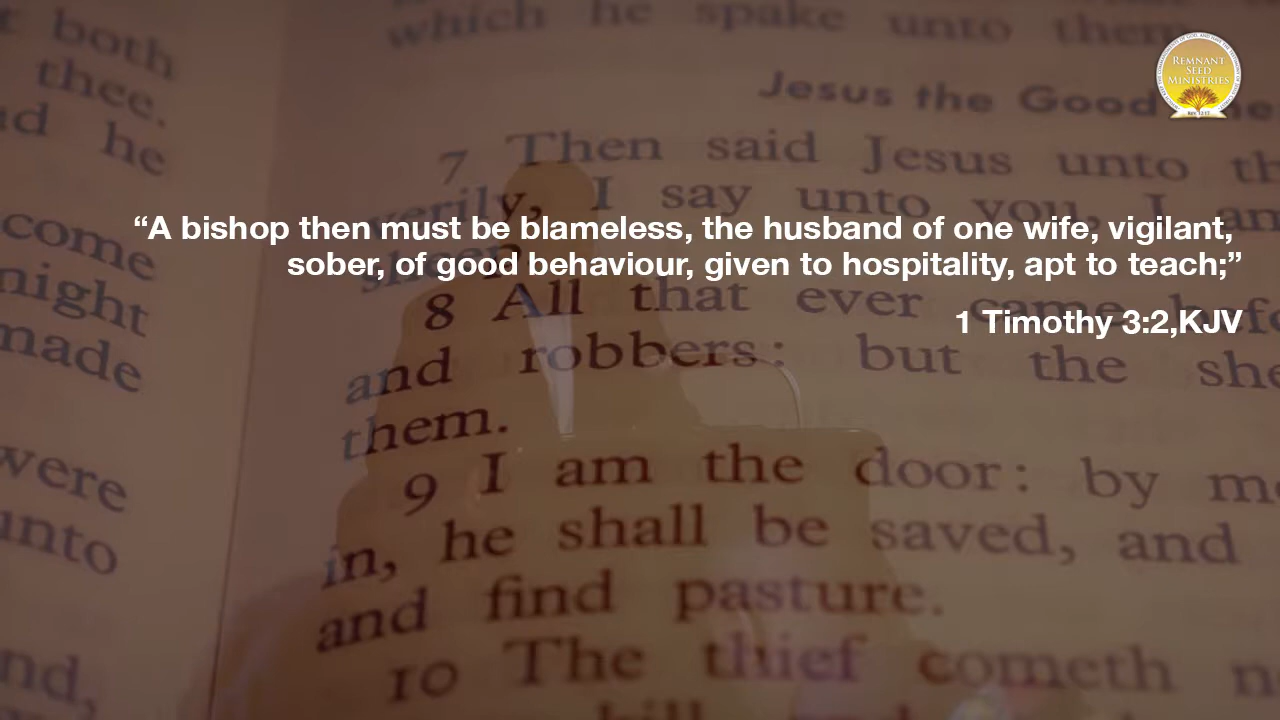 t both
thee.
he
come
night
made
were
unto
nd,
which he spake unto them
Jesus the Good
7 Then said Jesus unto th
verily, I say unto you, I am
sheep.
8 All that ever came befo
and robbers: but the she
them.
9 I am the door: by me
in, he shall be saved, and
and find pasture.
10 The thief cometh n
“A bishop then must be blameless, the husband of one wife, vigilant,
sober, of good behaviour, given to hospitality, apt to teach;”
1 Timothy 3:2,KJV
REMNANT
SEED
MINISTRIES